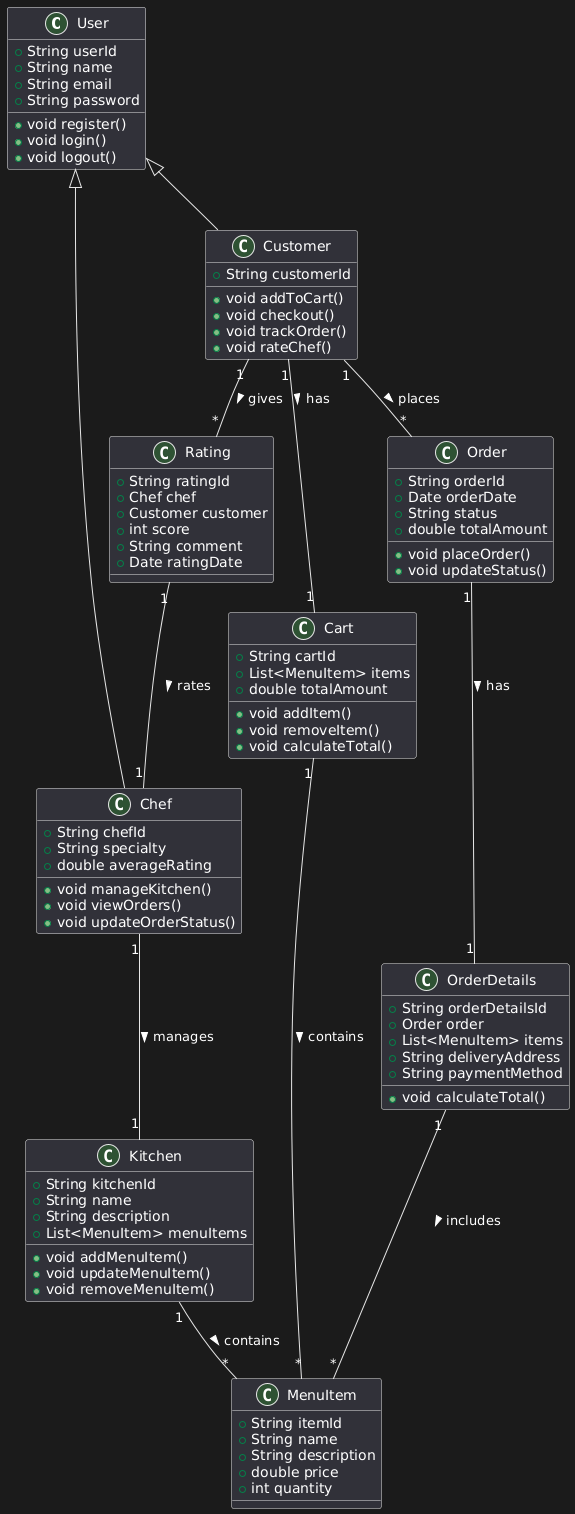 C User
String userId
String name
String email
String password
void register()
void login()
void logout()
C Customer
String customerId
void addToCart()
void checkout()
void trackOrder()
void rateChef()
1 1 1
gives has places
* *
C Rating
String ratingId
Chef chef
Customer customer
int score
String comment
Date ratingDate
C Order
String orderId
Date orderDate
String status
double totalAmount
void placeOrder()
void updateStatus()
1 1 1
C Cart
String cartId
List<MenuItem> items
double totalAmount
void addItem()
void removeItem()
void calculateTotal()
rates has
1 1
C Chef
String chefId
String specialty
double averageRating
void manageKitchen()
void viewOrders()
void updateOrderStatus()
1 1
C OrderDetails
String orderDetailsId
Order order
List<MenuItem> items
String deliveryAddress
String paymentMethod
void calculateTotal()
manages contains
1 1
C Kitchen
String kitchenId
String name
String description
List<MenuItem> menuItems
void addMenuItem()
void updateMenuItem()
void removeMenuItem()
includes
1
contains
* * *
C MenuItem
String itemId
String name
String description
double price
int quantity